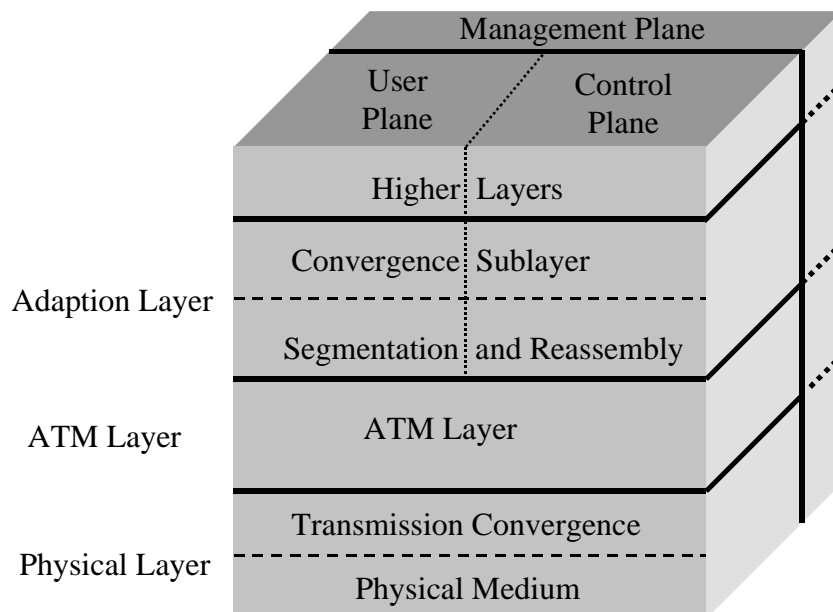 Management Plane
User
Plane
Control
Plane
Higher Layers
Convergence Sublayer
Adaption Layer
Segmentation and Reassembly
ATM Layer
ATM Layer
Transmission Convergence
Physical Layer
Physical Medium